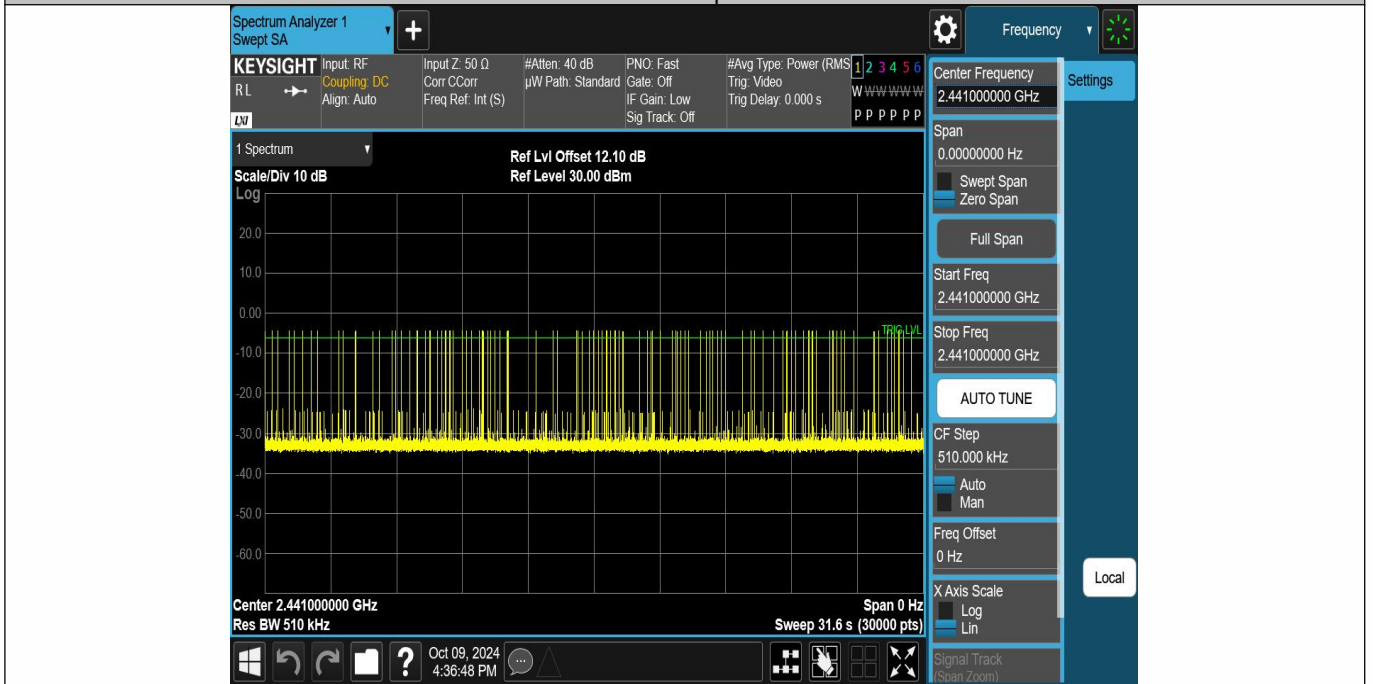 Spectrum Analyzer 1
Swept SA
+
Frequency
KEYSIGHT
RL
LXI
Input: RF
Coupling: DC
Align: Auto
Input Z: 50 Ω
Corr CCorr
Freq Ref: Int (S)
#Atten: 40 dB
µW Path: Standard
PNO: Fast
Gate: Off
IF Gain: Low
Sig Track: Off
#Avg Type: Power (RMS
Trig: Video
Trig Delay: 0.000 s
1 2 3 4 5 6
W W W W W W
P P P P P P
Center Frequency
2.441000000 GHz
Settings
Span
0.00000000 Hz
Swept Span
Zero Span
Full Span
Start Freq
2.441000000 GHz
Stop Freq
2.441000000 GHz
AUTO TUNE
CF Step
510.000 kHz
Auto
Man
Freq Offset
0 Hz
X Axis Scale
Log
Lin
Signal Track
(Span Zoom)
Local
1 Spectrum
Scale/Div 10 dB
Ref Lvl Offset 12.10 dB
Ref Level 30.00 dBm
Log
20.0
10.0
0.00
TRIG LVL
-10.0
-20.0
-30.0
-40.0
-50.0
-60.0
Center 2.441000000 GHz
Span 0 Hz
Res BW 510 kHz
Sweep 31.6 s (30000 pts)
?
Oct 09, 2024
4:36:48 PM